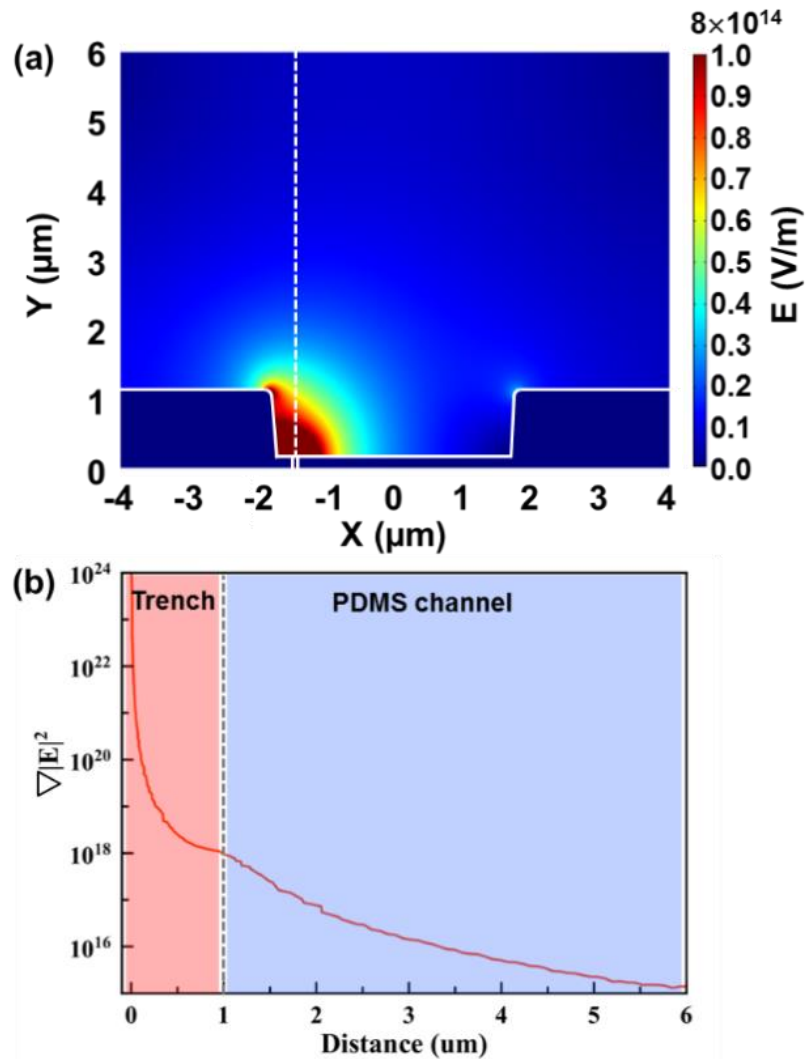 8×10¹⁴
(a)
6
5
4
3
2
1
0
Y (µm)
-4 -3 -2 -1 0 1 2 3 4
X (µm)
1.0
0.9
0.8
0.7
0.6
0.5
0.4
0.3
0.2
0.1
0.0
E (V/m)
(b)
Trench PDMS channel
10²⁴
10²²
10²⁰
10¹⁸
10¹⁶
▽|E|²
0 1 2 3 4 5 6
Distance (um)